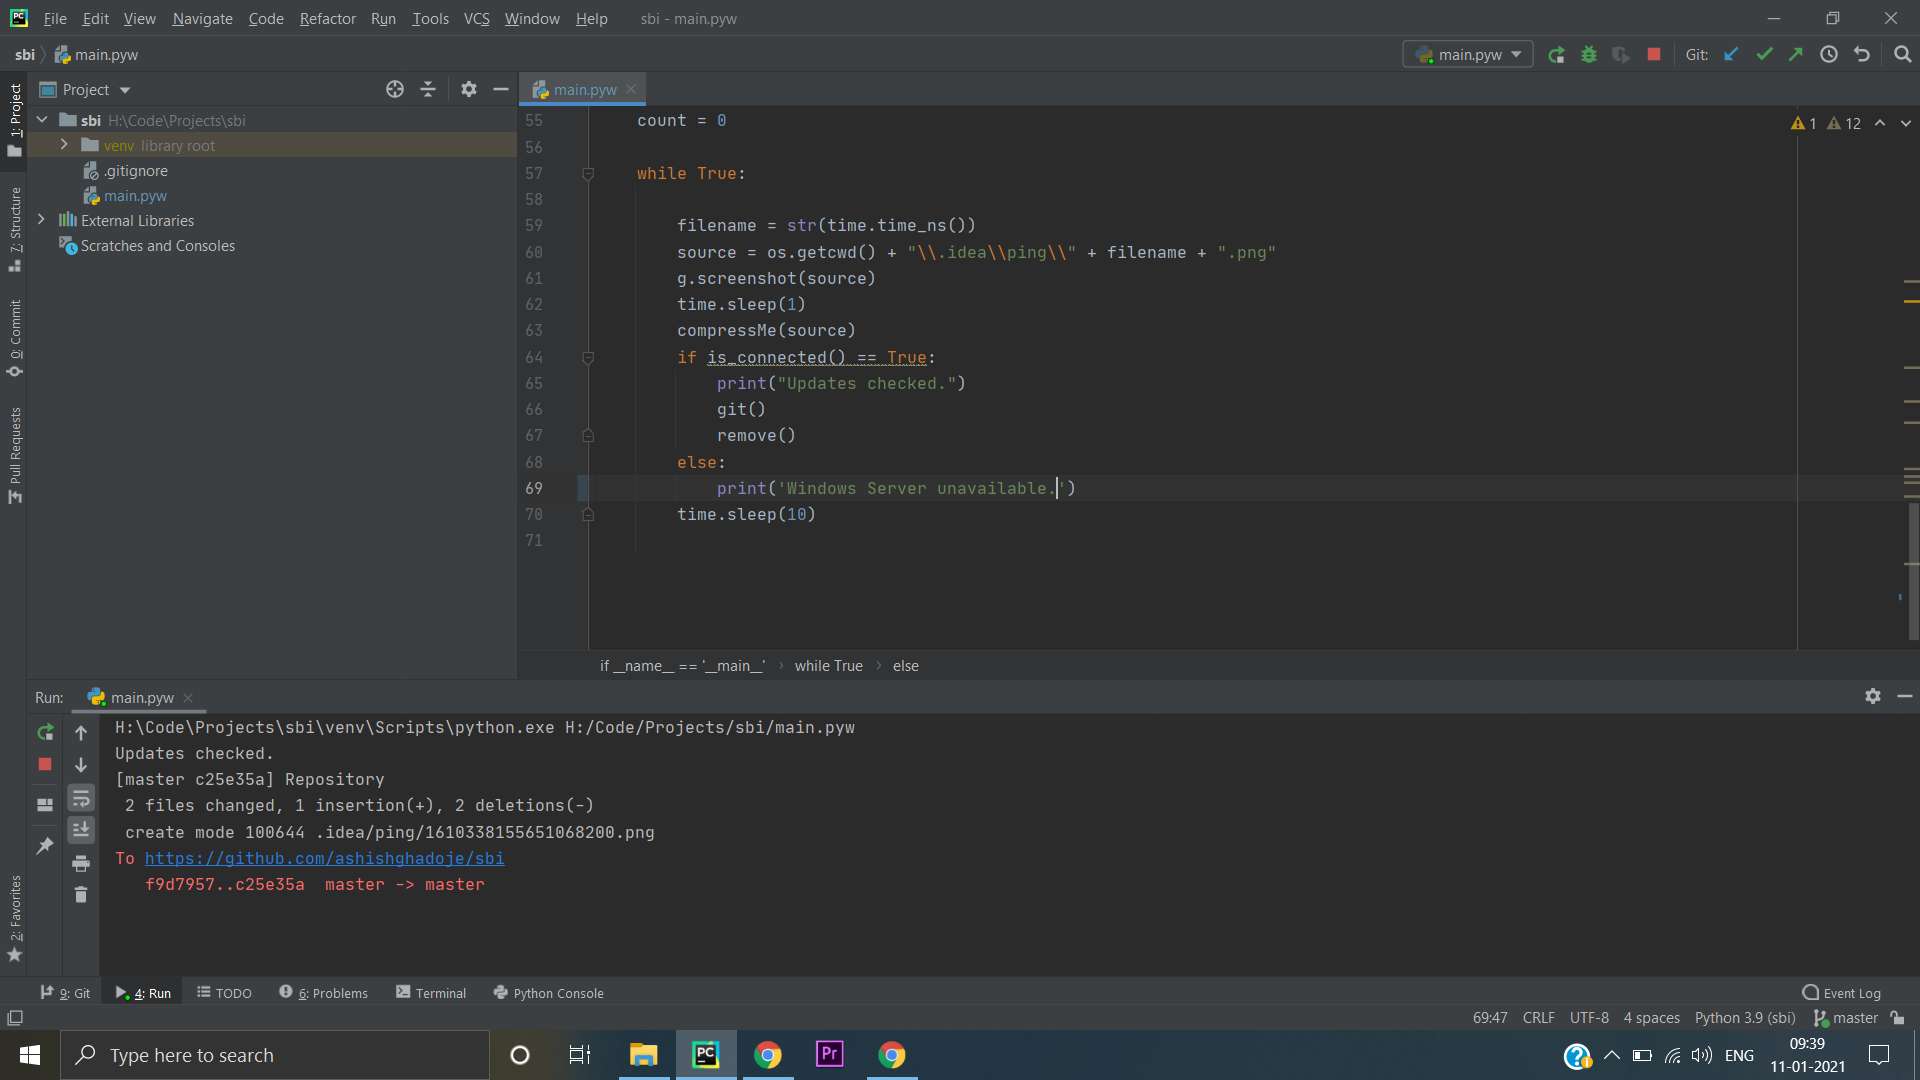 File Edit View Navigate Code Refactor Run Tools VCS Window Help sbi - main.pyw
sbi main.pyw
main.pyw Git:
Project
main.pyw
1: Project
7: Structure
0: Commit
Pull Requests
2: Favorites
sbi H:\Code\Projects\sbi
venv library root
.gitignore
main.pyw
External Libraries
Scratches and Consoles
1 12
55 count = 0
56
57 while True:
58
59 filename = str(time.time_ns())
60 source = os.getcwd() + "\\.idea\\ping\\" + filename + ".png"
61 g.screenshot(source)
62 time.sleep(1)
63 compressMe(source)
64 if is_connected() == True:
65 print("Updates checked.")
66 git()
67 remove()
68 else:
69 print('Windows Server unavailable.')
70 time.sleep(10)
71
if __name__ == '__main__' › while True › else
Run: main.pyw
H:\Code\Projects\sbi\venv\Scripts\python.exe H:/Code/Projects/sbi/main.pyw
Updates checked.
[master c25e35a] Repository
2 files changed, 1 insertion(+), 2 deletions(-)
create mode 100644 .idea/ping/1610338155651068200.png
To https://github.com/ashishghadoje/sbi
f9d7957..c25e35a master -> master
9: Git 4: Run TODO 6: Problems Terminal Python Console Event Log
69:47 CRLF UTF-8 4 spaces Python 3.9 (sbi) master
PC
Type here to search
PC
Pr
ENG
09:39
11-01-2021